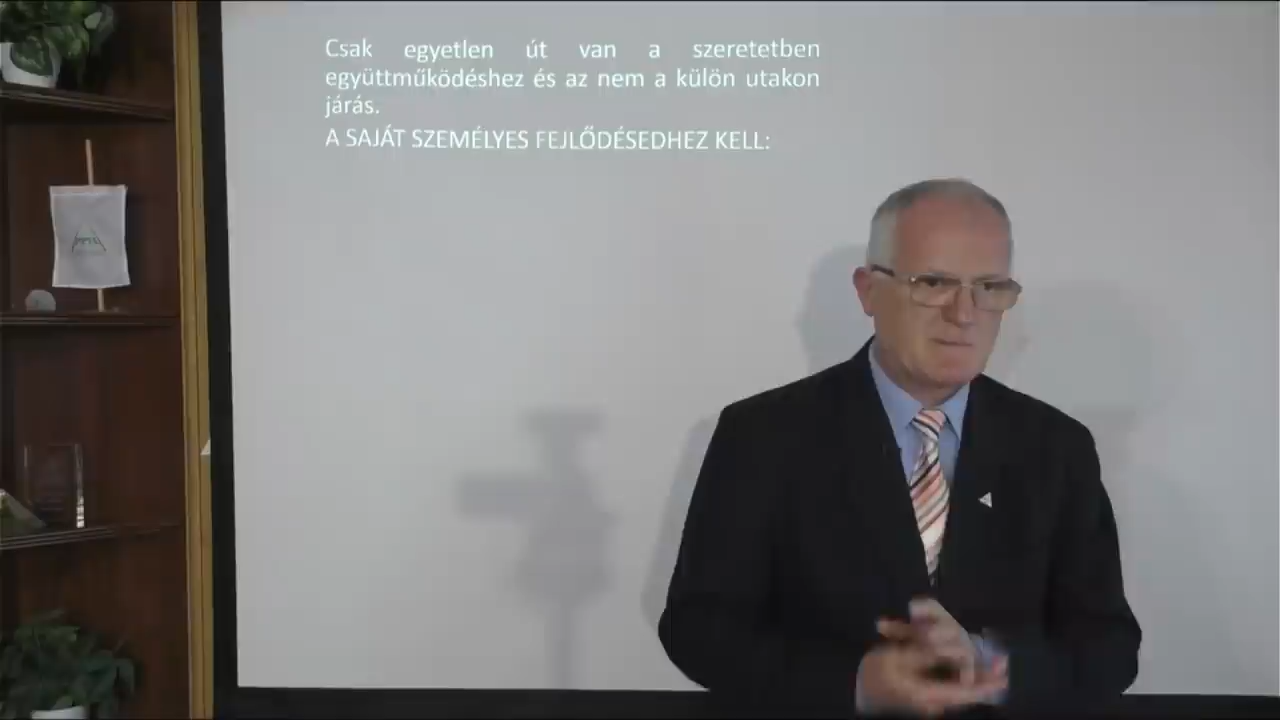 Csak egyetlen út van a szeretetben
együttműködéshez és az nem a külön utakon
járás.
A SAJÁT SZEMÉLYES FEJLŐDÉSEDHEZ KELL: